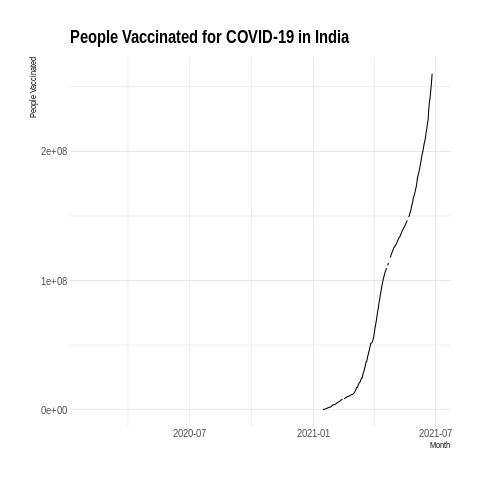 People Vaccinated for COVID-19 in India
People Vaccinated
2e+08
1e+08
0e+00
2020-07 2021-01 2021-07
Month